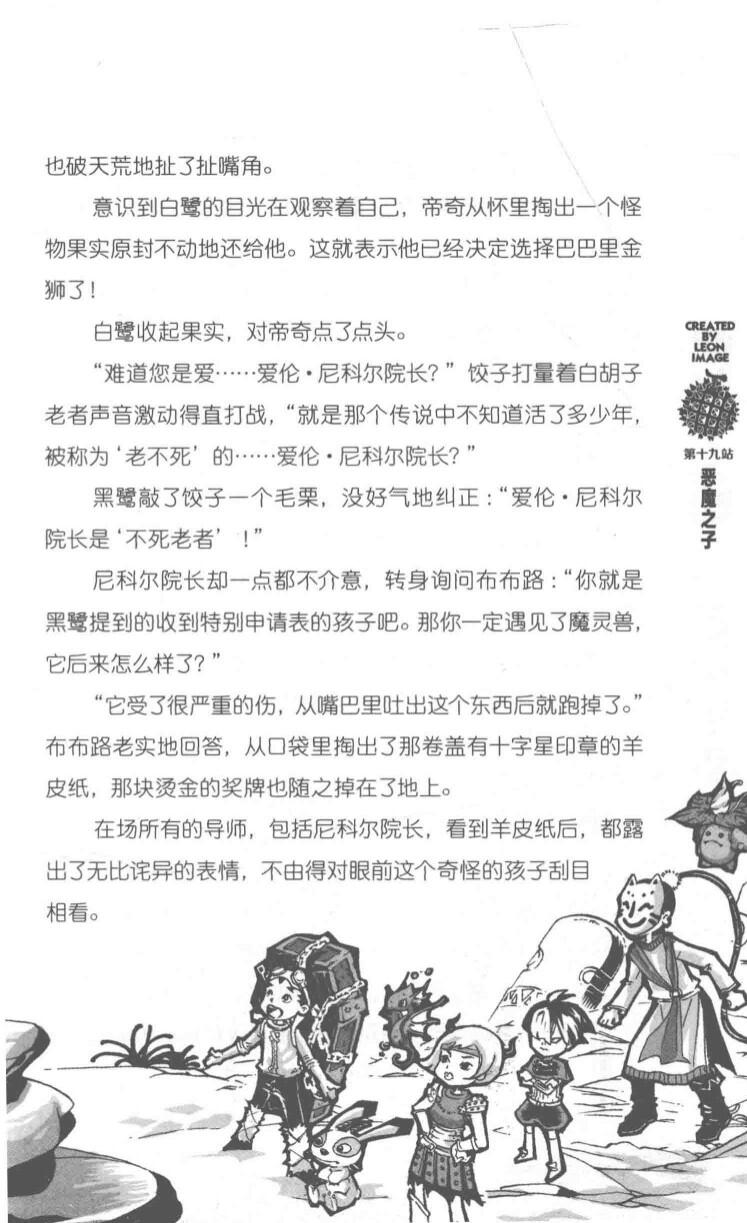 也破天荒地扯了扯嘴角。
意识到白鹭的目光在观察着自己，帝奇从怀里掏出一个怪
物果实原封不动地还给他。这就表示他已经决定选择巴巴里金
狮了！
白鹭收起果实，对帝奇点了点头。
“难道您是爱……爱伦·尼科尔院长？”饺子打量着白胡子
老者声音激动得直打战，“就是那个传说中不知道活了多少年，
被称为‘老不死’的……爱伦·尼科尔院长？”
黑鹭敲了饺子一个毛栗，没好气地纠正：“爱伦·尼科尔
院长是‘不死老者’！”
尼科尔院长却一点都不介意，转身询问布布路：“你就是
黑鹭提到的收到特别申请表的孩子吧。那你一定遇见了魔灵兽，
它后来怎么样了？”
“它受了很严重的伤，从嘴巴里吐出这个东西后就跑掉了。”
布布路老实地回答，从口袋里掏出了那卷盖有十字星印章的羊
皮纸，那块烫金的奖牌也随之掉在了地上。
在场所有的导师，包括尼科尔院长，看到羊皮纸后，都露
出了无比诧异的表情，不由得对眼前这个奇怪的孩子刮目
相看。
CREATED
BY
LEON
IMAGE
第十九站
恶魔之子